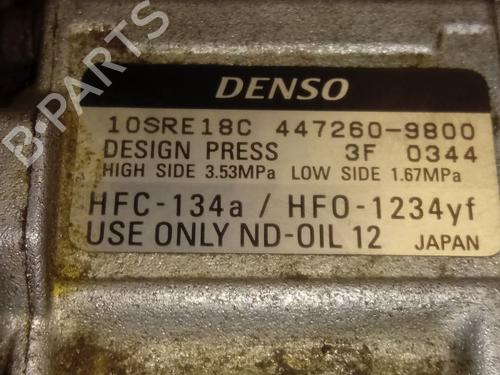 DENSO
10SRE18C 447260-9800
DESIGN PRESS 3F 0344
HIGH SIDE 3.53MPa LOW SIDE 1.67MPa
HFC-134a / HFO-1234yf
USE ONLY ND-OIL 12 JAPAN
B-PARTS